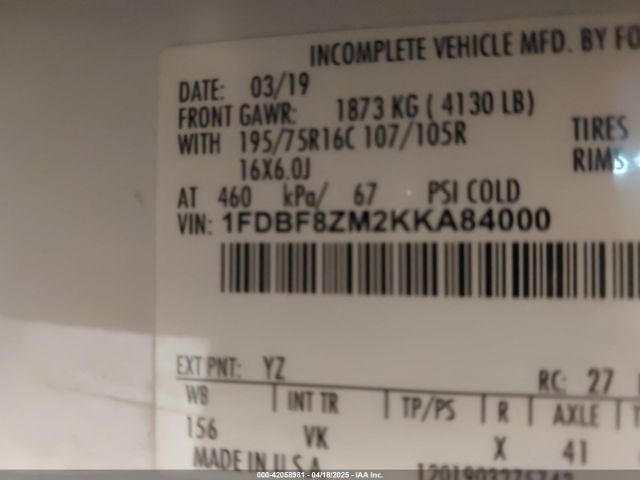 INCOMPLETE VEHICLE MFD. BY FO
DATE: 03/19
FRONT GAWR: 1873 KG ( 4130 LB)
WITH 195/75R16C 107/105R TIRES
16X6.0J RIMS
AT 460 kPa/ 67 PSI COLD
VIN: 1FDBF8ZM2KKA84000
EXT PNT: YZ RC: 27
WB INT TR TP/PS R AXLE T
156 VK X 41
MADE IN U.S.A
000-42058981 - 04/18/2025 - IAAI.com